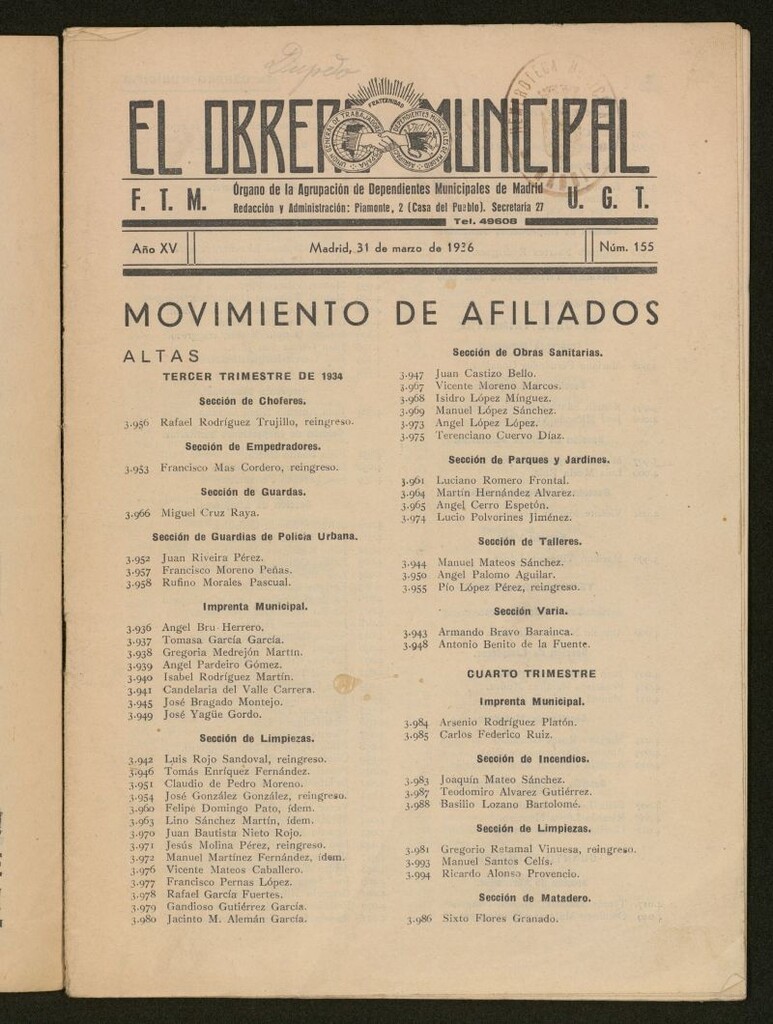 EL OBRERO MUNICIPAL
FRATERNIDAD
UNION GENERAL DE TRABAJADORES ESPAÑA
F. T. M.
Órgano de la Agrupación de Dependientes Municipales de Madrid
Redacción y Administración: Piamonte, 2 (Casa del Pueblo). Secretaria 27
U. G. T.
Tel. 49608
Año XV
Madrid, 31 de marzo de 1936
Núm. 155
MOVIMIENTO DE AFILIADOS
ALTAS
TERCER TRIMESTRE DE 1934
Sección de Choferes.
3.956 Rafael Rodríguez Trujillo, reingreso.
Sección de Empedradores.
3.953 Francisco Mas Cordero, reingreso.
Sección de Guardas.
3.966 Miguel Cruz Raya.
Sección de Guardias de Policía Urbana.
3.952 Juan Riveira Pérez.
3.957 Francisco Moreno Peñas.
3.958 Rufino Morales Pascual.
Imprenta Municipal.
3.936 Angel Bru Herrero.
3.937 Tomasa García García.
3.938 Gregoria Medrejón Martín.
3.939 Angel Pardeiro Gómez.
3.940 Isabel Rodríguez Martín.
3.941 Candelaria del Valle Carrera.
3.945 José Bragado Montejo.
3.949 José Yagüe Gordo.
Sección de Limpiezas.
3.942 Luis Rojo Sandoval, reingreso.
3.946 Tomás Enríquez Fernández.
3.951 Claudio de Pedro Moreno.
3.954 José González González, reingreso.
3.960 Felipe Domingo Pato, ídem.
3.963 Lino Sánchez Martín, ídem.
3.970 Juan Bautista Nieto Rojo.
3.971 Jesús Molina Pérez, reingreso.
3.972 Manuel Martínez Fernández, ídem.
3.976 Vicente Mateos Caballero.
3.977 Francisco Pernas López.
3.978 Rafael García Fuertes.
3.979 Gandioso Gutiérrez García.
3.980 Jacinto M. Alemán García.
Sección de Obras Sanitarias.
3.947 Juan Castizo Bello.
3.967 Vicente Moreno Marcos.
3.968 Isidro López Mínguez.
3.969 Manuel López Sánchez.
3.973 Angel López López.
3.975 Terenciano Cuervo Díaz.
Sección de Parques y Jardines.
3.961 Luciano Romero Frontal.
3.964 Martín Hernández Alvarez.
3.965 Angel Cerro Espetón.
3.974 Lucio Polvorines Jiménez.
Sección de Talleres.
3.944 Manuel Mateos Sánchez.
3.950 Angel Palomo Aguilar.
3.955 Pío López Pérez, reingreso.
Sección Varia.
3.943 Armando Bravo Barainca.
3.948 Antonio Benito de la Fuente.
CUARTO TRIMESTRE
Imprenta Municipal.
3.984 Arsenio Rodríguez Platón.
3.985 Carlos Federico Ruiz.
Sección de Incendios.
3.983 Joaquín Mateo Sánchez.
3.987 Teodomiro Alvarez Gutiérrez.
3.988 Basilio Lozano Bartolomé.
Sección de Limpiezas.
3.981 Gregorio Retamal Vinuesa, reingreso.
3.993 Manuel Santos Celís.
3.994 Ricardo Alonso Provencio.
Sección de Matadero.
3.986 Sixto Flores Granado.